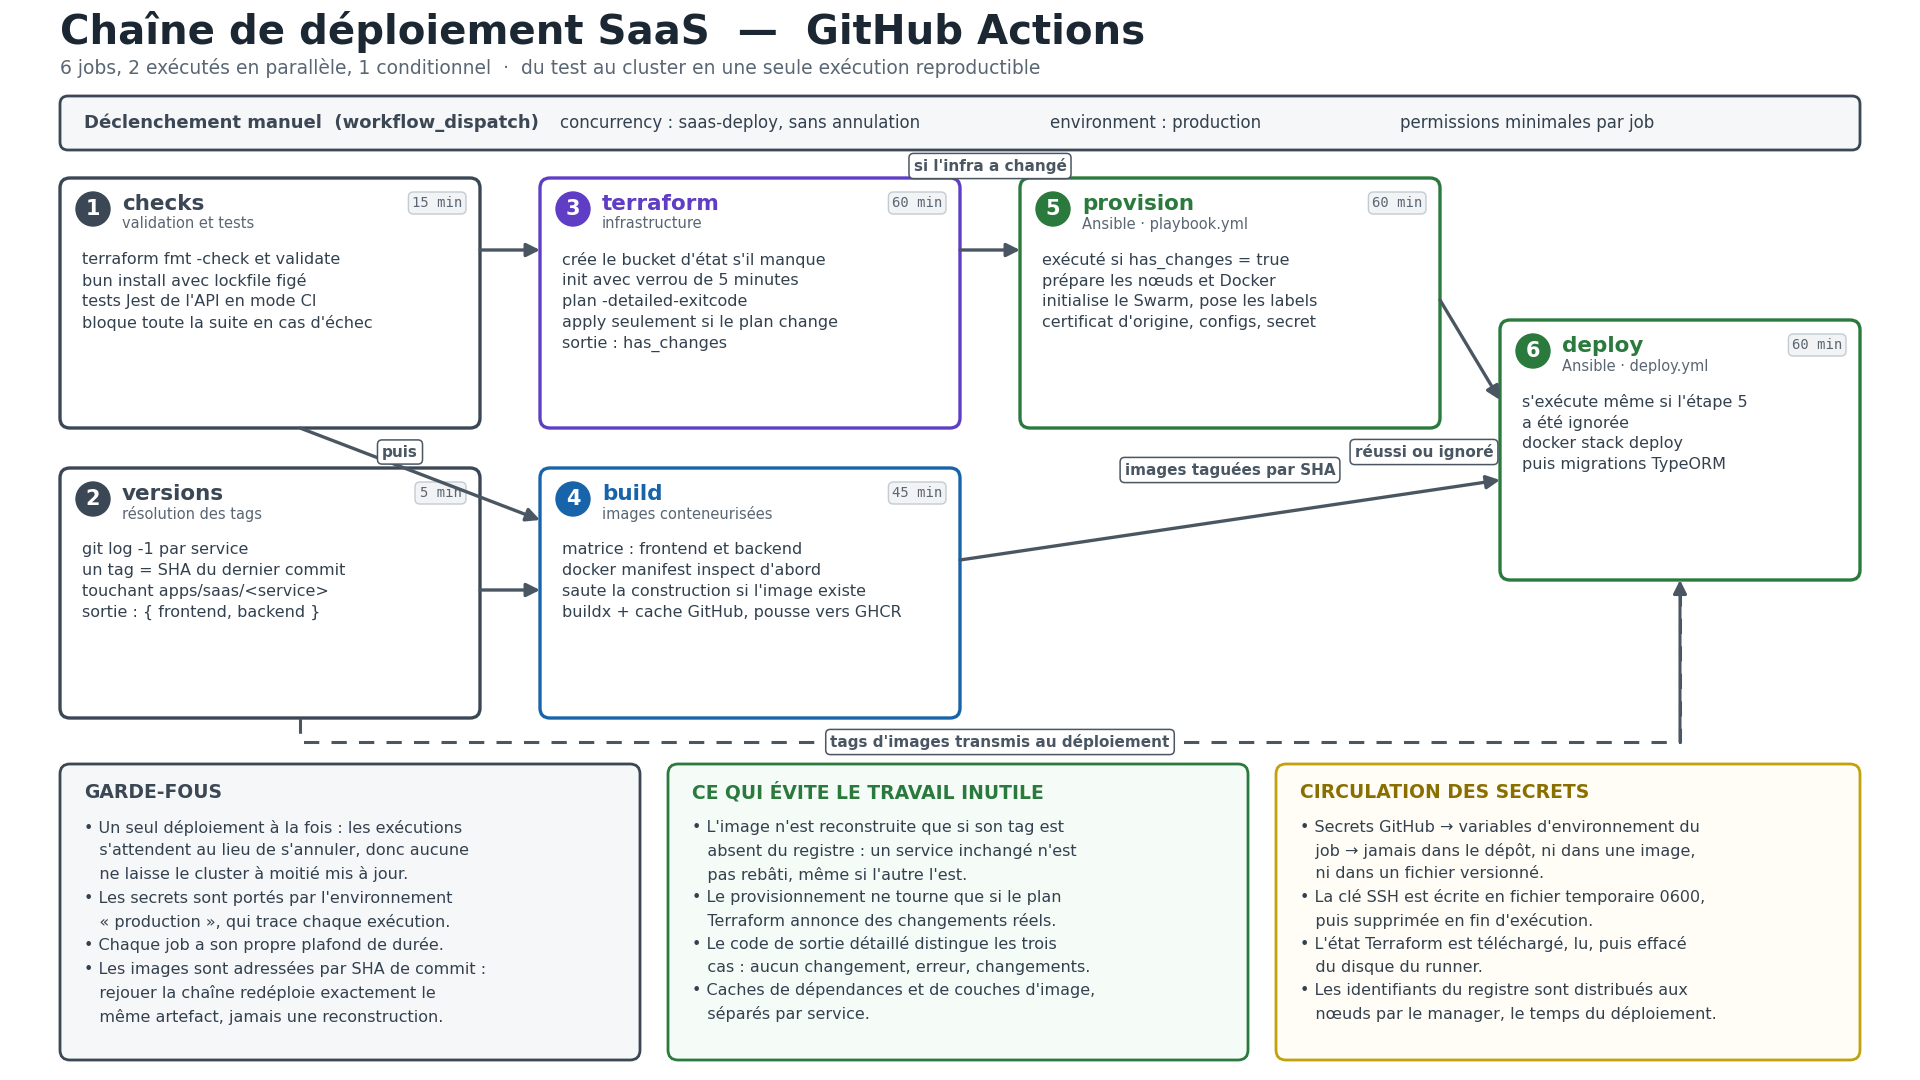 Chaîne de déploiement SaaS — GitHub Actions
6 jobs, 2 exécutés en parallèle, 1 conditionnel · du test au cluster en une seule exécution reproductible
Déclenchement manuel (workflow_dispatch) concurrency : saas-deploy, sans annulation environment : production permissions minimales par job
si l'infra a changé
1 checks 15 min
validation et tests
terraform fmt -check et validate
bun install avec lockfile figé
tests Jest de l'API en mode CI
bloque toute la suite en cas d'échec
3 terraform 60 min
infrastructure
crée le bucket d'état s'il manque
init avec verrou de 5 minutes
plan -detailed-exitcode
apply seulement si le plan change
sortie : has_changes
5 provision 60 min
Ansible · playbook.yml
exécuté si has_changes = true
prépare les nœuds et Docker
initialise le Swarm, pose les labels
certificat d'origine, configs, secret
6 deploy 60 min
Ansible · deploy.yml
s'exécute même si l'étape 5
a été ignorée
docker stack deploy
puis migrations TypeORM
puis
réussi ou ignoré
images taguées par SHA
2 versions 5 min
résolution des tags
git log -1 par service
un tag = SHA du dernier commit
touchant apps/saas/<service>
sortie : { frontend, backend }
4 build 45 min
images conteneurisées
matrice : frontend et backend
docker manifest inspect d'abord
saute la construction si l'image existe
buildx + cache GitHub, pousse vers GHCR
tags d'images transmis au déploiement
GARDE-FOUS
• Un seul déploiement à la fois : les exécutions
s'attendent au lieu de s'annuler, donc aucune
ne laisse le cluster à moitié mis à jour.
• Les secrets sont portés par l'environnement
« production », qui trace chaque exécution.
• Chaque job a son propre plafond de durée.
• Les images sont adressées par SHA de commit :
rejouer la chaîne redéploie exactement le
même artefact, jamais une reconstruction.
CE QUI ÉVITE LE TRAVAIL INUTILE
• L'image n'est reconstruite que si son tag est
absent du registre : un service inchangé n'est
pas rebâti, même si l'autre l'est.
• Le provisionnement ne tourne que si le plan
Terraform annonce des changements réels.
• Le code de sortie détaillé distingue les trois
cas : aucun changement, erreur, changements.
• Caches de dépendances et de couches d'image,
séparés par service.
CIRCULATION DES SECRETS
• Secrets GitHub → variables d'environnement du
job → jamais dans le dépôt, ni dans une image,
ni dans un fichier versionné.
• La clé SSH est écrite en fichier temporaire 0600,
puis supprimée en fin d'exécution.
• L'état Terraform est téléchargé, lu, puis effacé
du disque du runner.
• Les identifiants du registre sont distribués aux
nœuds par le manager, le temps du déploiement.